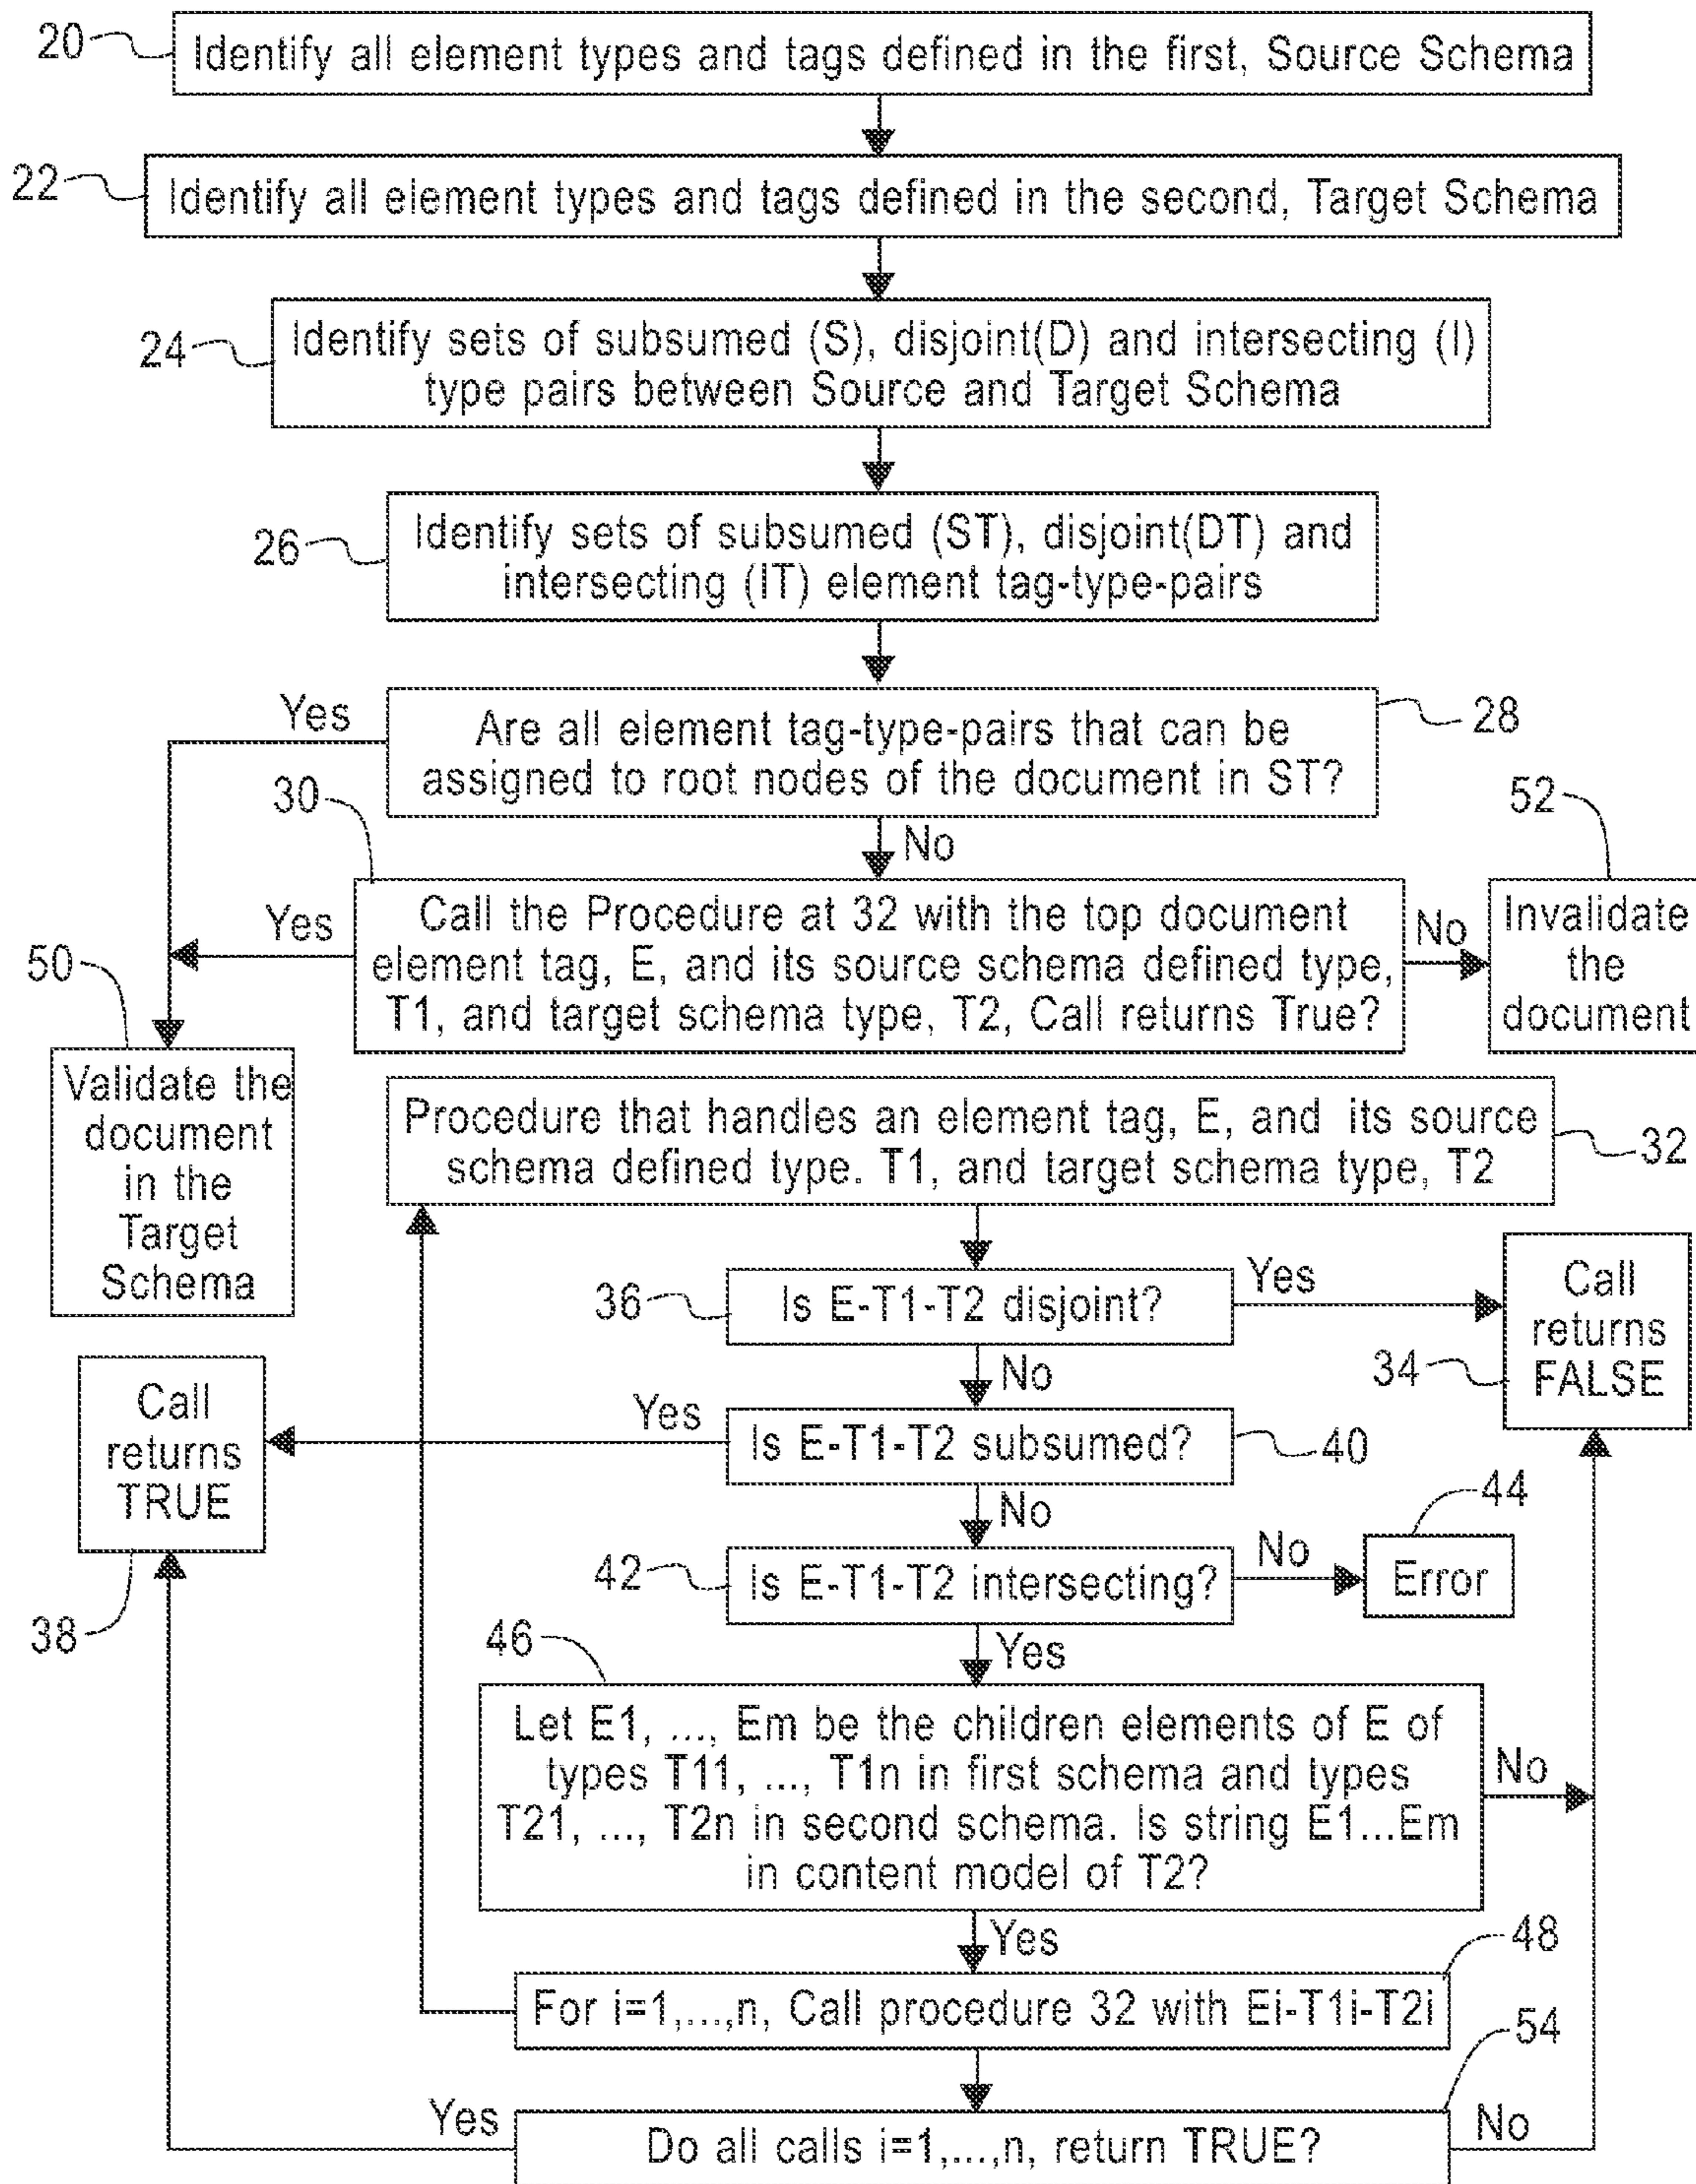 20
Identify all element types and tags defined in the first, Source Schema
22
Identify all element types and tags defined in the second, Target Schema
24
Identify sets of subsumed (S), disjoint(D) and intersecting (I)
type pairs between Source and Target Schema
26
Identify sets of subsumed (ST), disjoint(DT) and
intersecting (IT) element tag-type-pairs
Yes
28
Are all element tag-type-pairs that can be
assigned to root nodes of the document in ST?
No
30
52
Yes
Call the Procedure at 32 with the top document
element tag, E, and its source schema defined type,
T1, and target schema type, T2, Call returns True?
No
Invalidate
the
document
50
Validate the
document
in the
Target
Schema
Procedure that handles an element tag, E, and its source
schema defined type. T1, and target schema type, T2
32
36
Is E-T1-T2 disjoint?
Yes
34
Call
returns
FALSE
No
38
Call
returns
TRUE
Yes
Is E-T1-T2 subsumed?
40
No
42
Is E-T1-T2 intersecting?
No
44
Error
Yes
46
Let E1, ..., Em be the children elements of E of
types T11, ..., T1n in first schema and types
T21, ..., T2n in second schema. Is string E1...Em
in content model of T2?
No
Yes
48
For i=1,...,n, Call procedure 32 with Ei-T1i-T2i
54
Yes
Do all calls i=1,...,n, return TRUE?
No